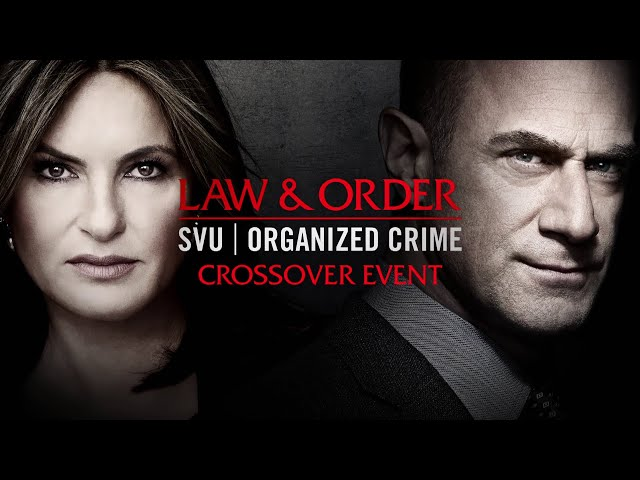 LAW & ORDER
SVU | ORGANIZED CRIME
CROSSOVER EVENT